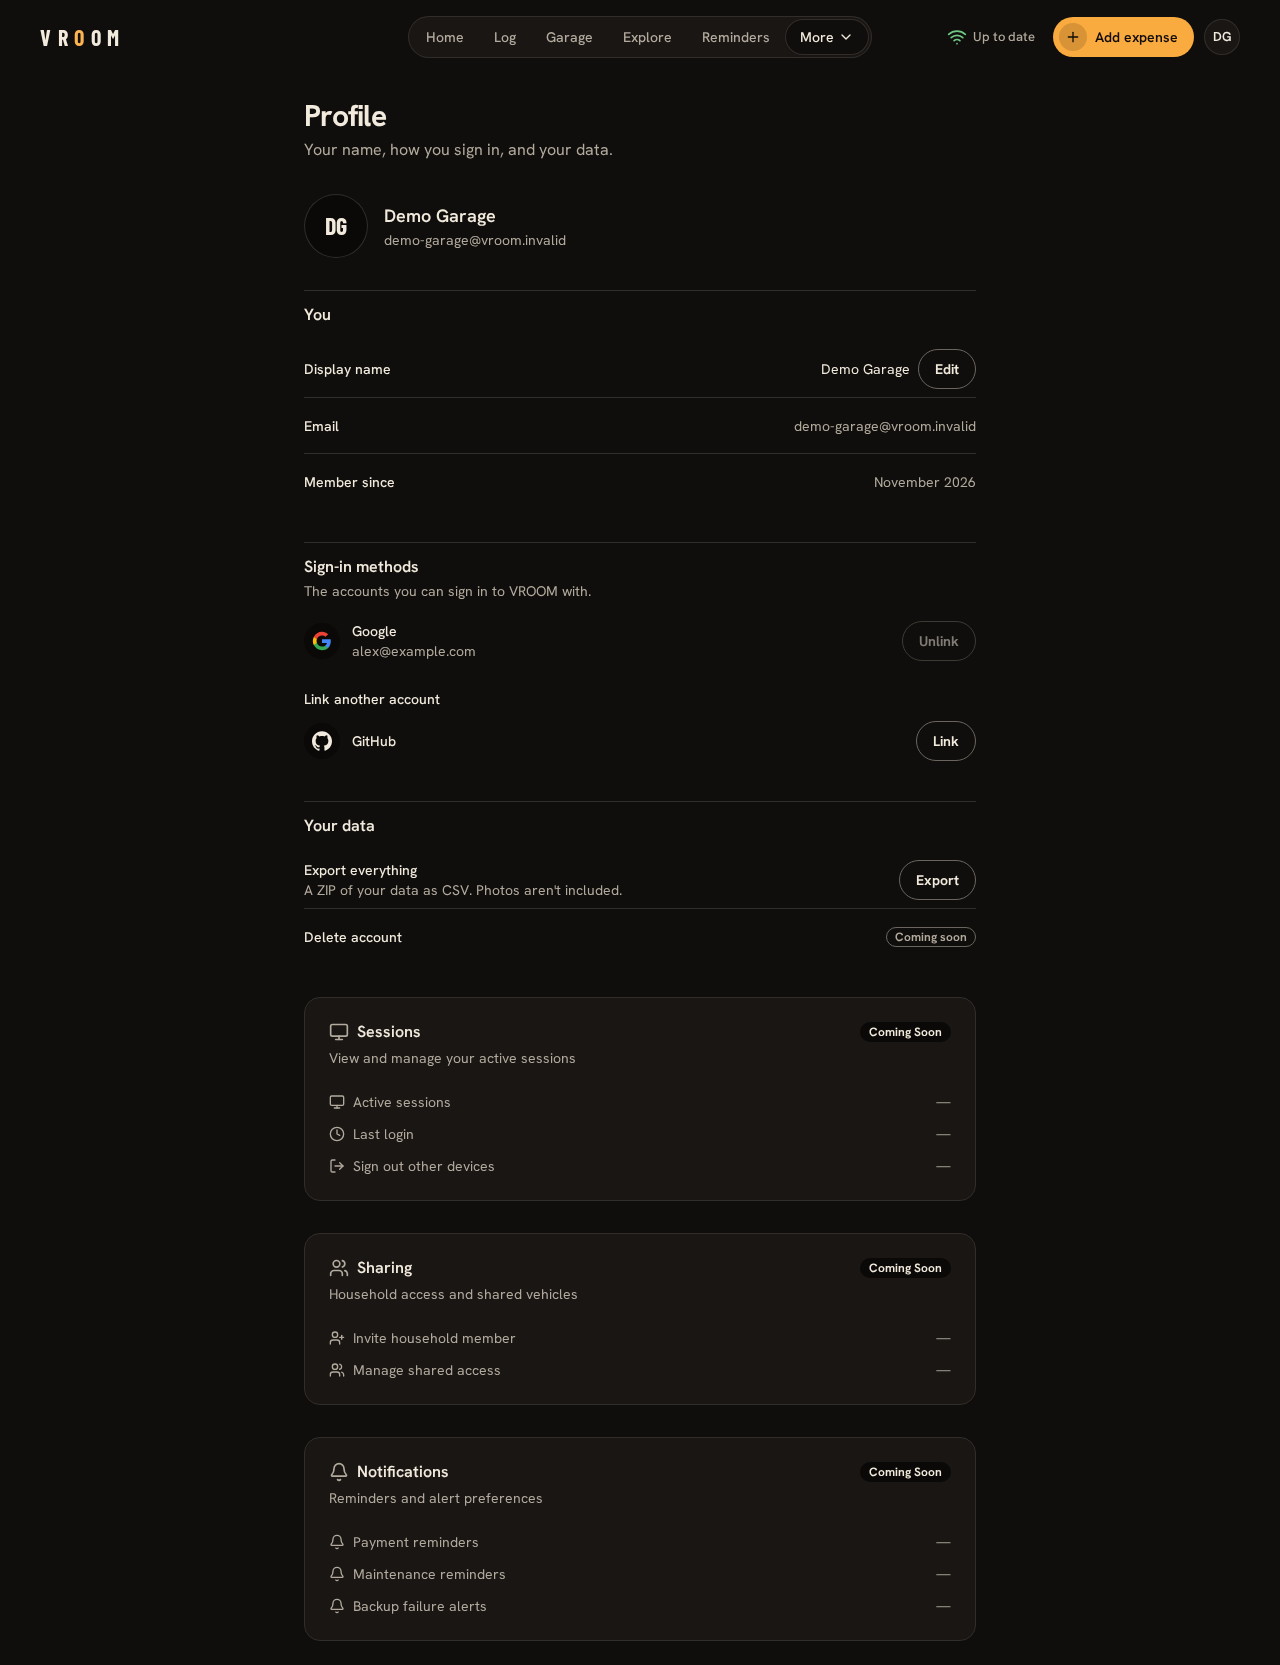 VROOM
Home Log Garage Explore Reminders More
Up to date
Add expense
DG
Profile
Your name, how you sign in, and your data.
DG
Demo Garage
demo-garage@vroom.invalid
You
Display name Demo Garage Edit
Email demo-garage@vroom.invalid
Member since November 2026
Sign-in methods
The accounts you can sign in to VROOM with.
Google
alex@example.com
Unlink
Link another account
GitHub Link
Your data
Export everything
A ZIP of your data as CSV. Photos aren't included.
Export
Delete account Coming soon
Sessions Coming Soon
View and manage your active sessions
Active sessions —
Last login —
Sign out other devices —
Sharing Coming Soon
Household access and shared vehicles
Invite household member —
Manage shared access —
Notifications Coming Soon
Reminders and alert preferences
Payment reminders —
Maintenance reminders —
Backup failure alerts —